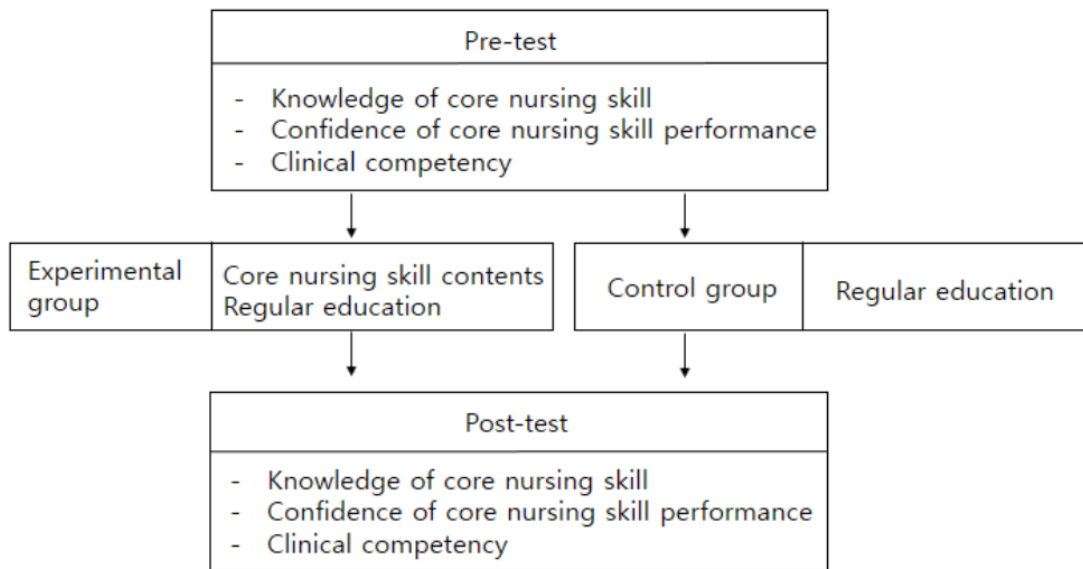 Pre-test
- Knowledge of core nursing skill
- Confidence of core nursing skill performance
- Clinical competency
Experimental
group
Core nursing skill contents
Regular education
Control group
Regular education
Post-test
- Knowledge of core nursing skill
- Confidence of core nursing skill performance
- Clinical competency